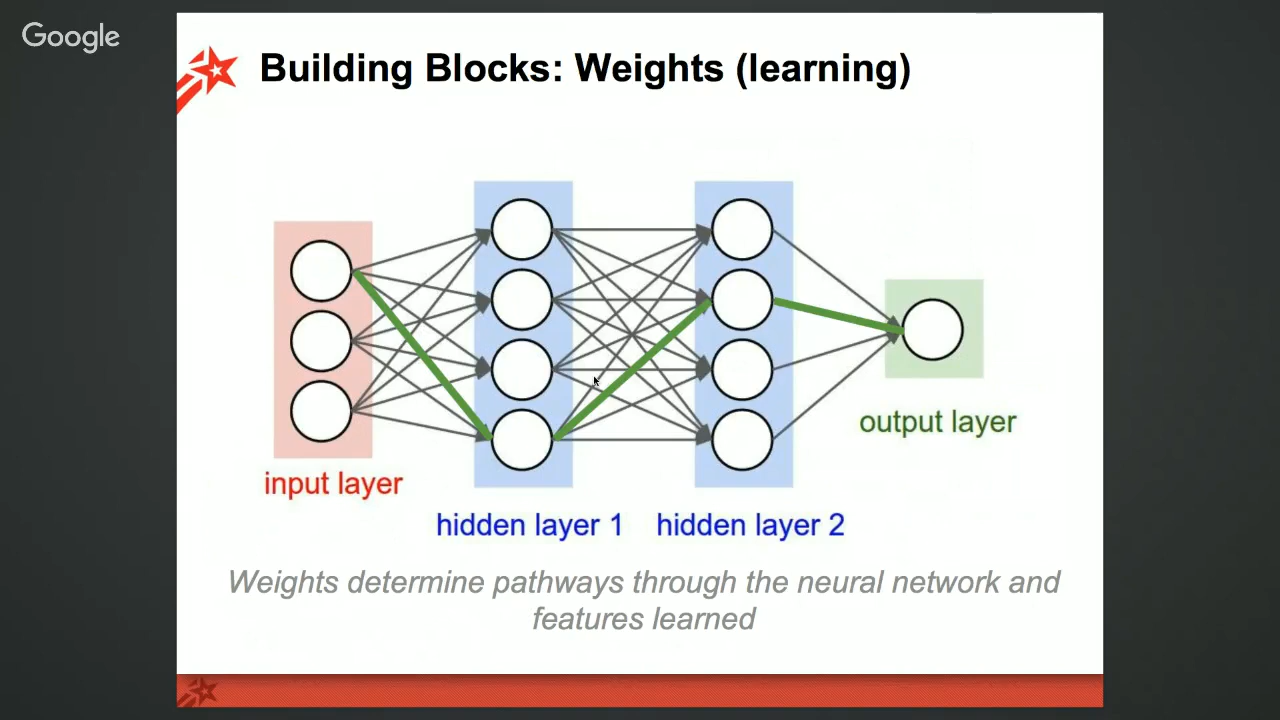 Google
Building Blocks: Weights (learning)
input layer
hidden layer 1
hidden layer 2
output layer
Weights determine pathways through the neural network and
features learned